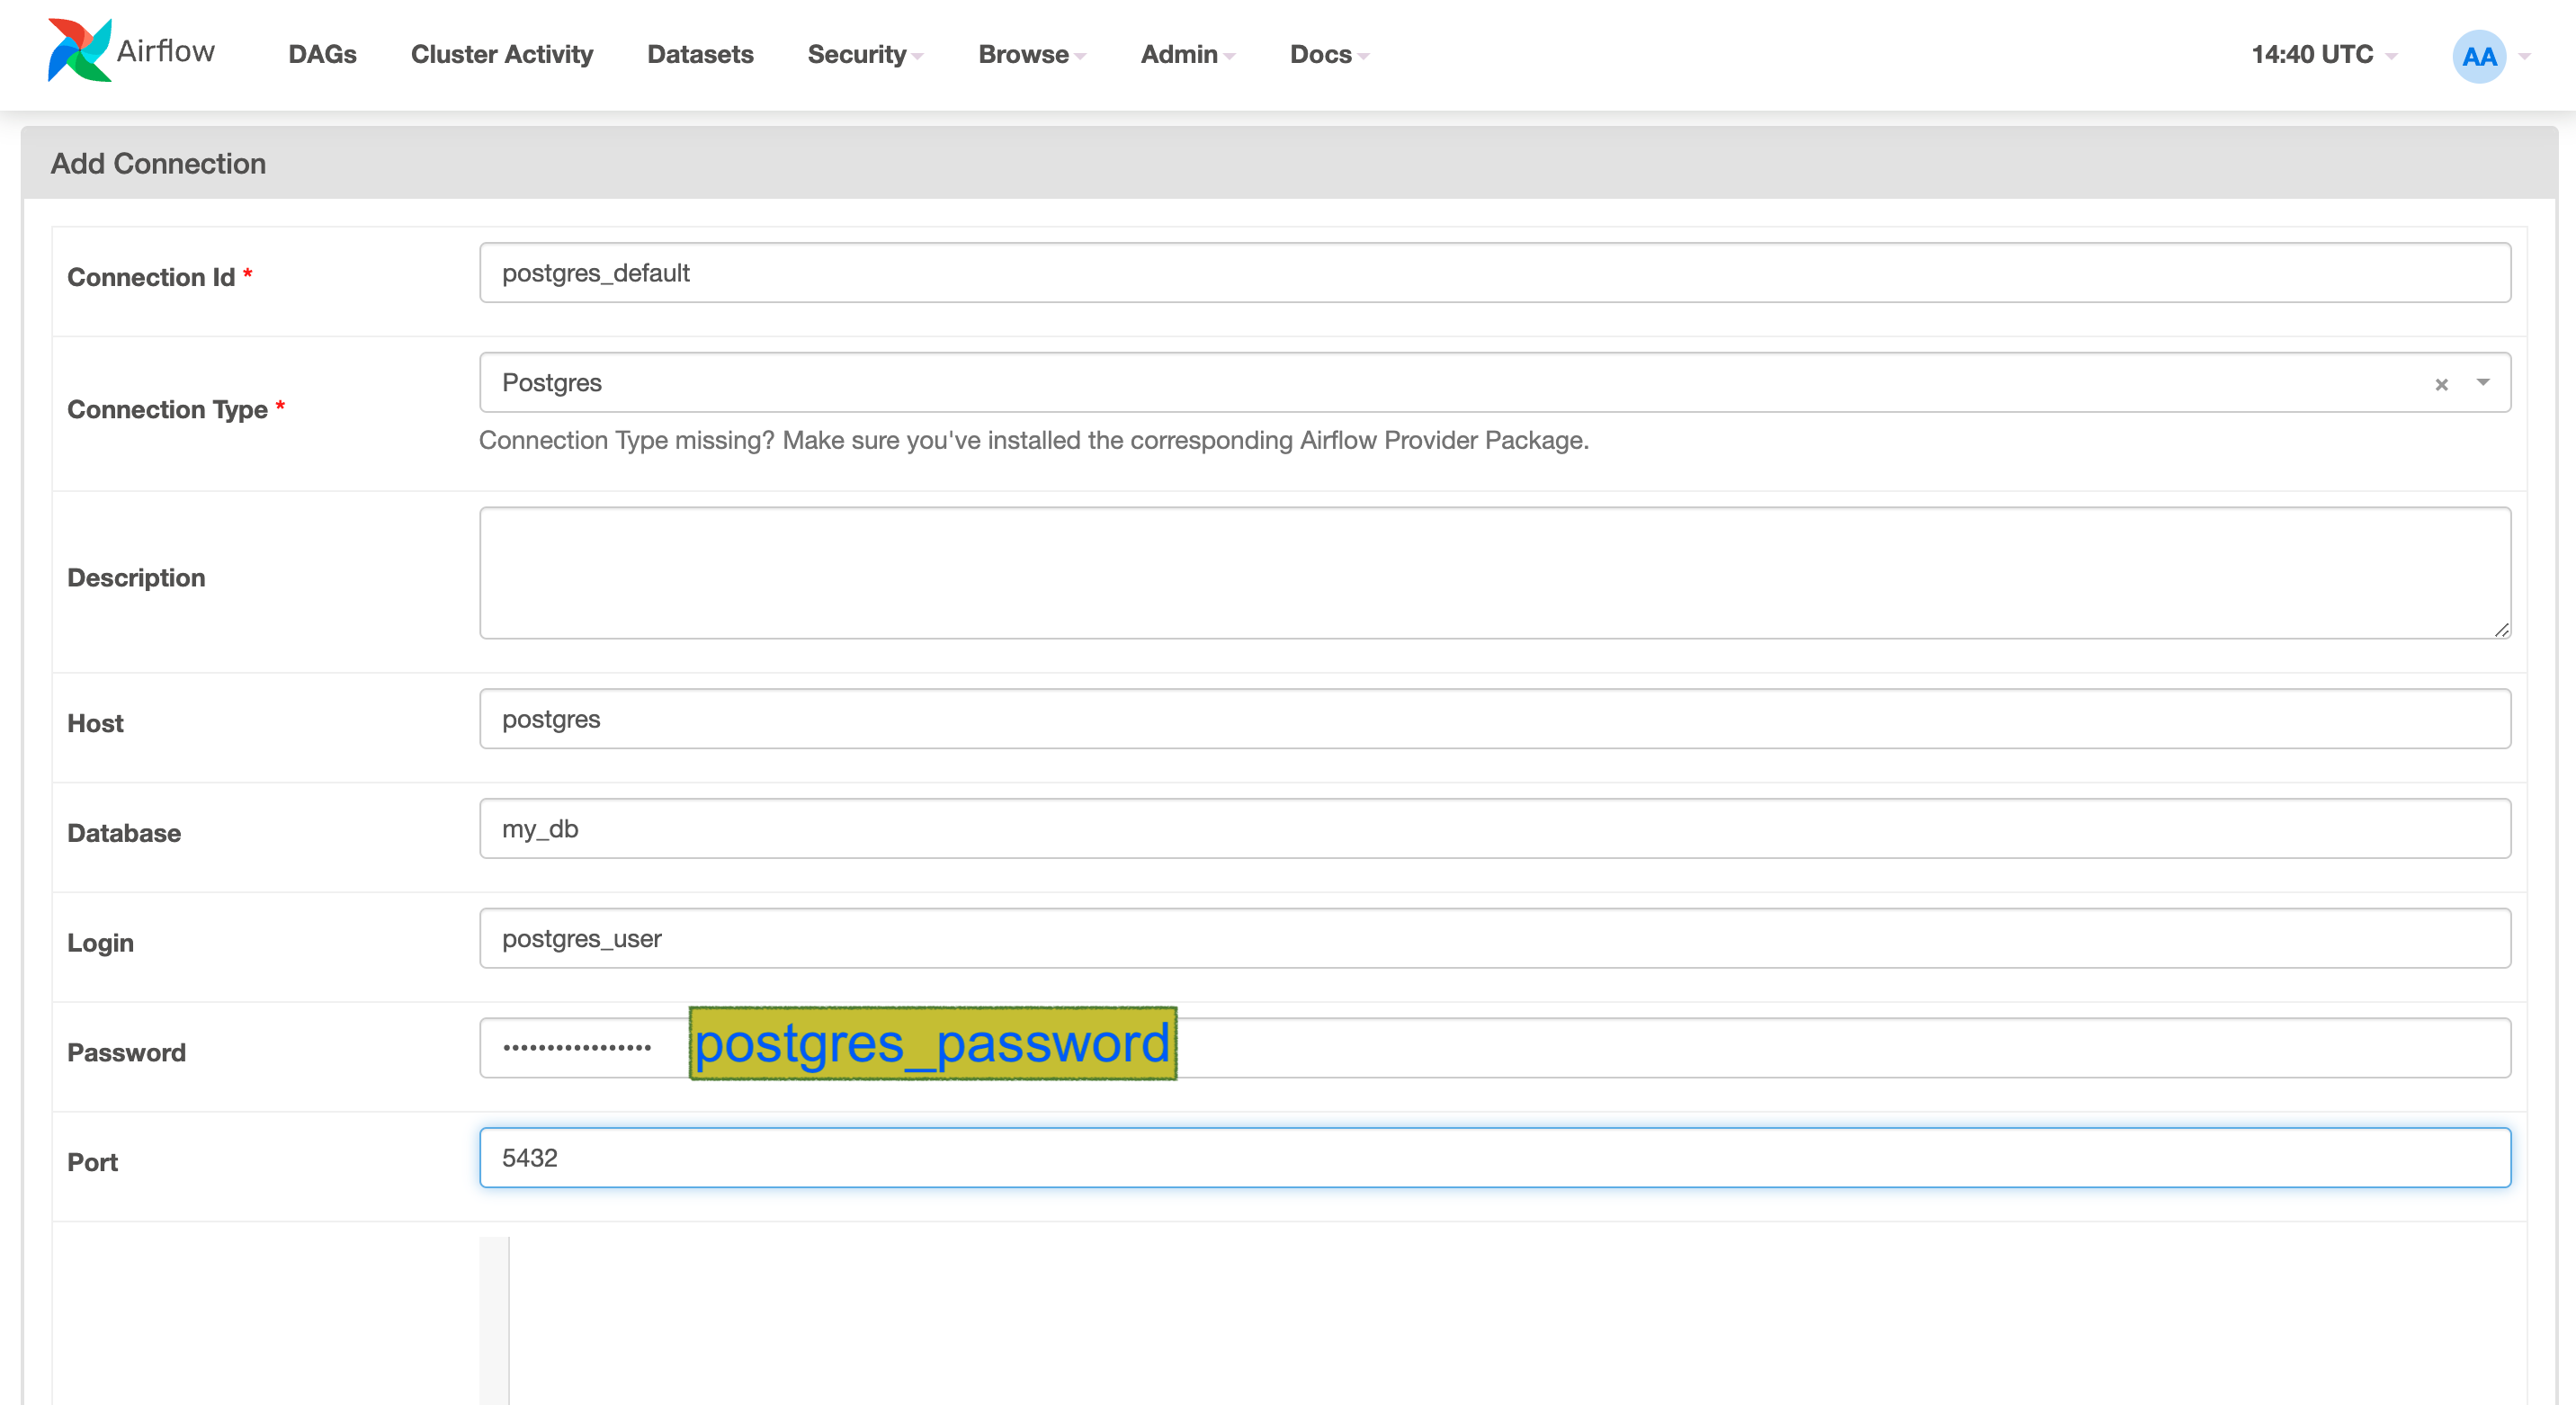 Airflow DAGs Cluster Activity Datasets Security Browse Admin Docs 14:40 UTC AA
Add Connection
Connection Id * postgres_default
Connection Type * Postgres ×
Connection Type missing? Make sure you've installed the corresponding Airflow Provider Package.
Description
Host postgres
Database my_db
Login postgres_user
Password ••••••••••••••••• postgres_password
Port 5432